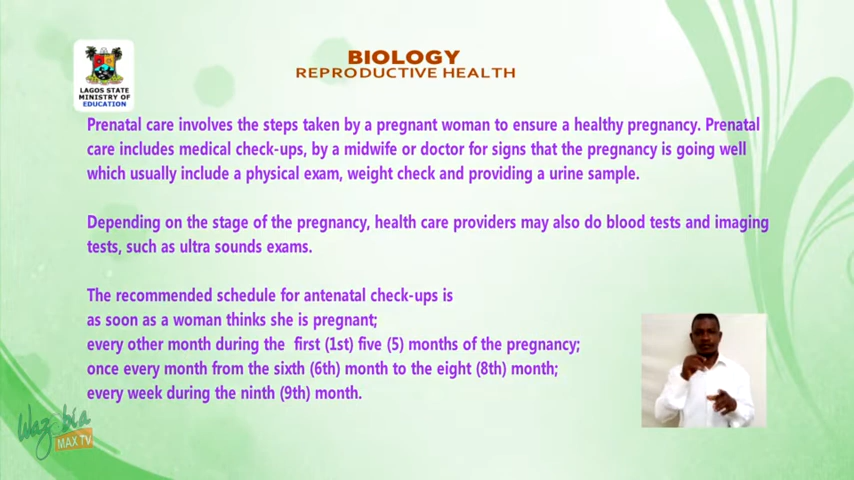 BIOLOGY
REPRODUCTIVE HEALTH
LAGOS STATE
MINISTRY OF
EDUCATION
Prenatal care involves the steps taken by a pregnant woman to ensure a healthy pregnancy. Prenatal
care includes medical check-ups, by a midwife or doctor for signs that the pregnancy is going well
which usually include a physical exam, weight check and providing a urine sample.
Depending on the stage of the pregnancy, health care providers may also do blood tests and imaging
tests, such as ultra sounds exams.
The recommended schedule for antenatal check-ups is
as soon as a woman thinks she is pregnant;
every other month during the  first (1st) five (5) months of the pregnancy;
once every month from the sixth (6th) month to the eight (8th) month;
every week during the ninth (9th) month.
MAX TV